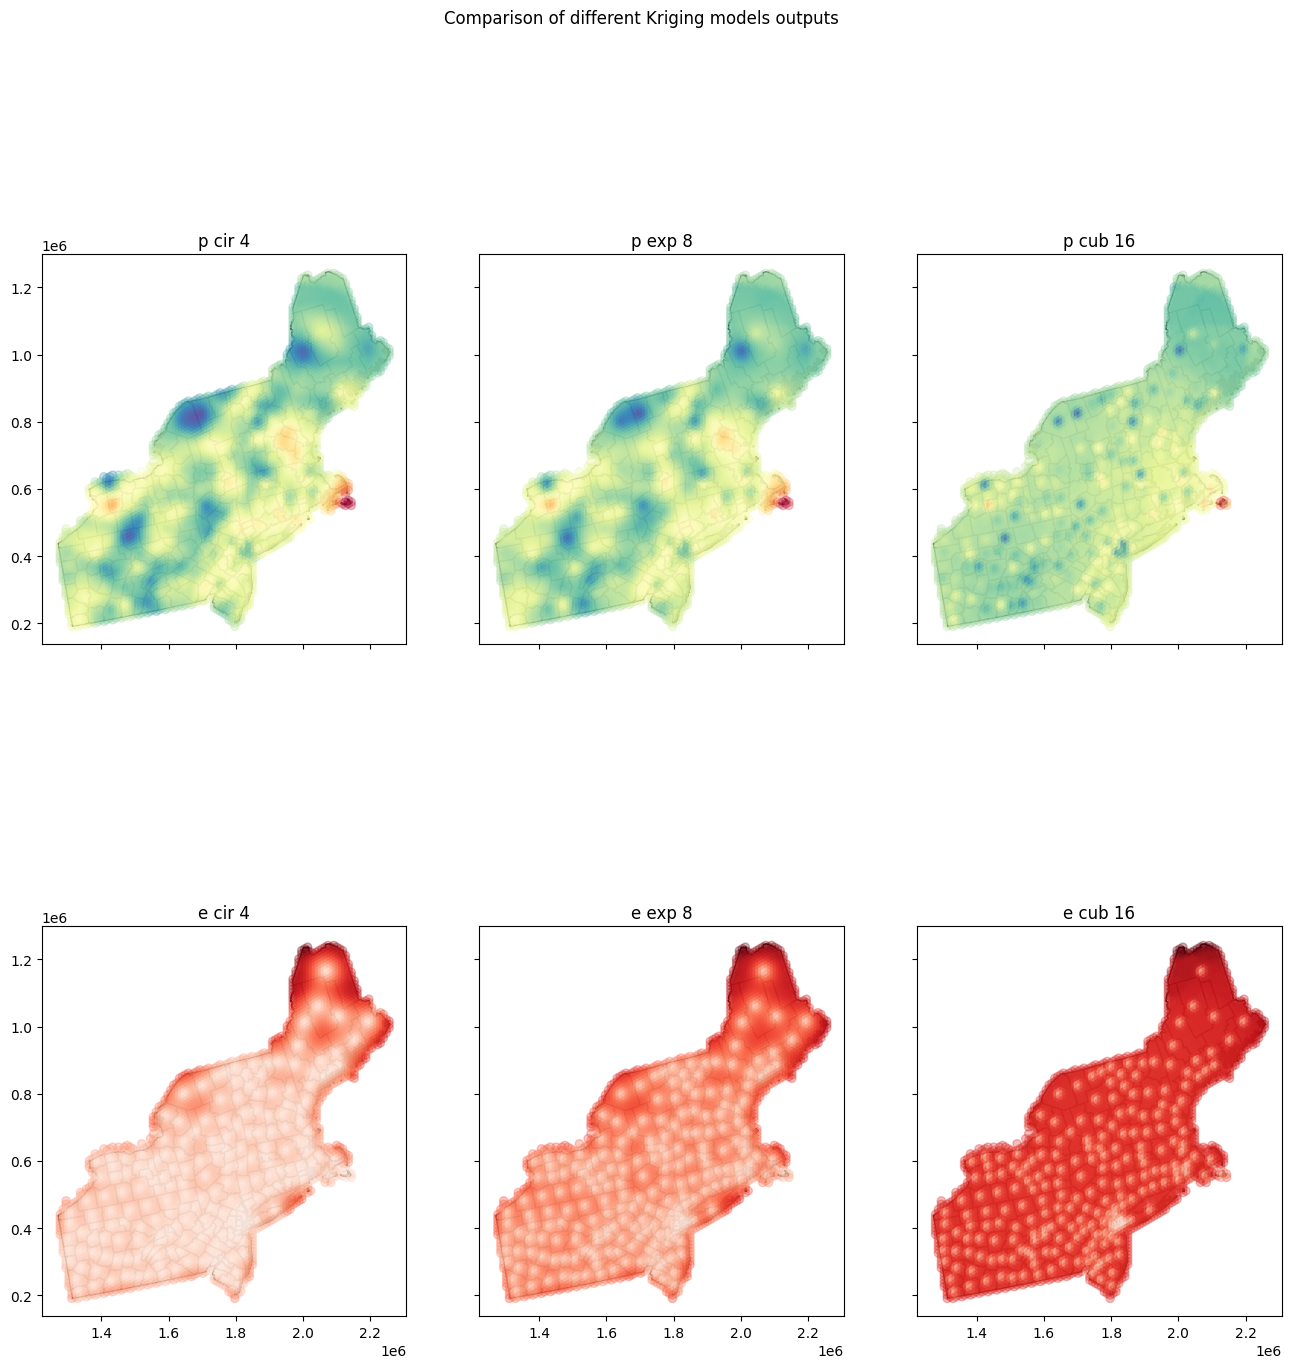 Comparison of different Kriging models outputs
p cir 4
p exp 8
p cub 16
1e6
1.2
1.0
0.8
0.6
0.4
0.2
e cir 4
e exp 8
e cub 16
1e6
1.2
1.0
0.8
0.6
0.4
0.2
1.4 1.6 1.8 2.0 2.2
1e6
1.4 1.6 1.8 2.0 2.2
1e6
1.4 1.6 1.8 2.0 2.2
1e6